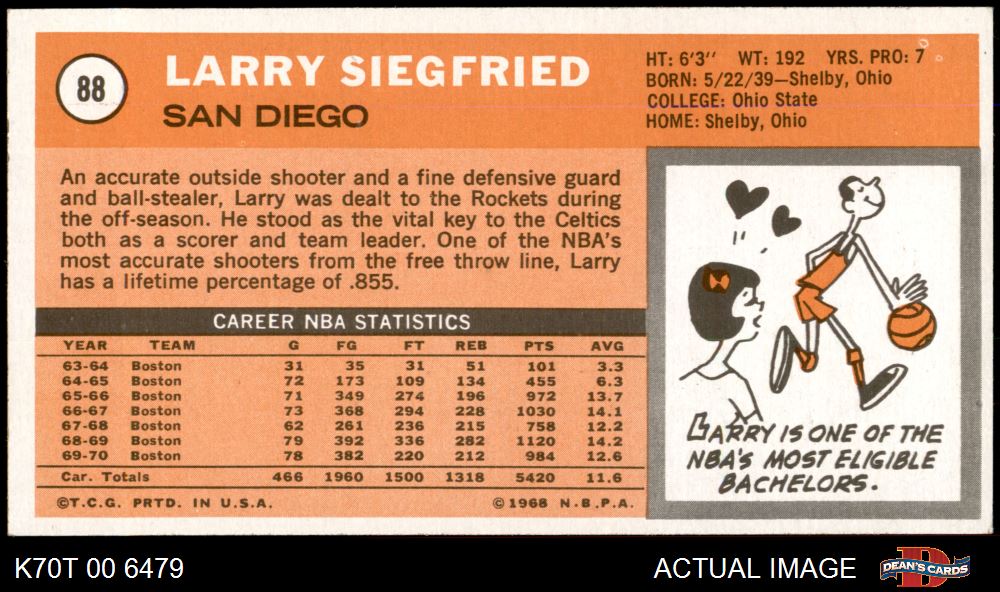 88
LARRY SIEGFRIED
SAN DIEGO
HT: 6'3'' WT: 192 YRS. PRO: 7
BORN: 5/22/39—Shelby, Ohio
COLLEGE: Ohio State
HOME: Shelby, Ohio
An accurate outside shooter and a fine defensive guard
and ball-stealer, Larry was dealt to the Rockets during
the off-season. He stood as the vital key to the Celtics
both as a scorer and team leader. One of the NBA's
most accurate shooters from the free throw line, Larry
has a lifetime percentage of .855.
CAREER NBA STATISTICS
YEAR TEAM G FG FT REB PTS AVG
63-64 Boston 31 35 31 51 101 3.3
64-65 Boston 72 173 109 134 455 6.3
65-66 Boston 71 349 274 196 972 13.7
66-67 Boston 73 368 294 228 1030 14.1
67-68 Boston 62 261 236 215 758 12.2
68-69 Boston 79 392 336 282 1120 14.2
69-70 Boston 78 382 220 212 984 12.6
Car. Totals 466 1960 1500 1318 5420 11.6
©T.C.G. PRTD. IN U.S.A. ©1968 N.B.P.A.
LARRY IS ONE OF THE
NBA'S MOST ELIGIBLE
BACHELORS.
K70T 00 6479
ACTUAL IMAGE
D
DEAN'S CARDS